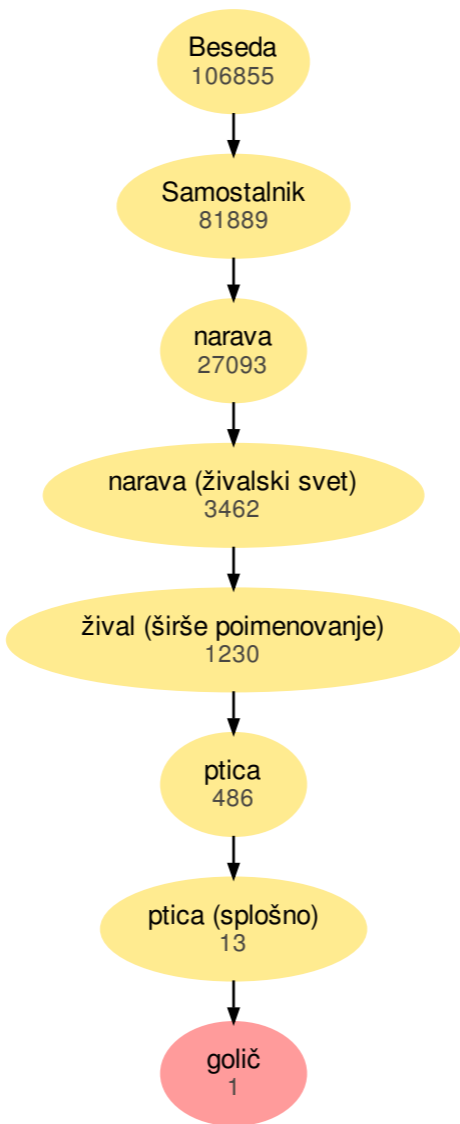 Beseda
106855
Samostalnik
81889
narava
27093
narava (živalski svet)
3462
žival (širše poimenovanje)
1230
ptica
486
ptica (splošno)
13
golič
1